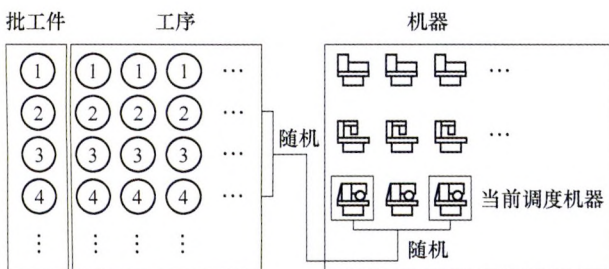 批工件 工序 机器
1 1 1 1 …
…
2 2 2 2 …
随机
…
3 3 3 3
4 4 4 4 …
当前调度机器
⋮ ⋮ ⋮ ⋮
随机